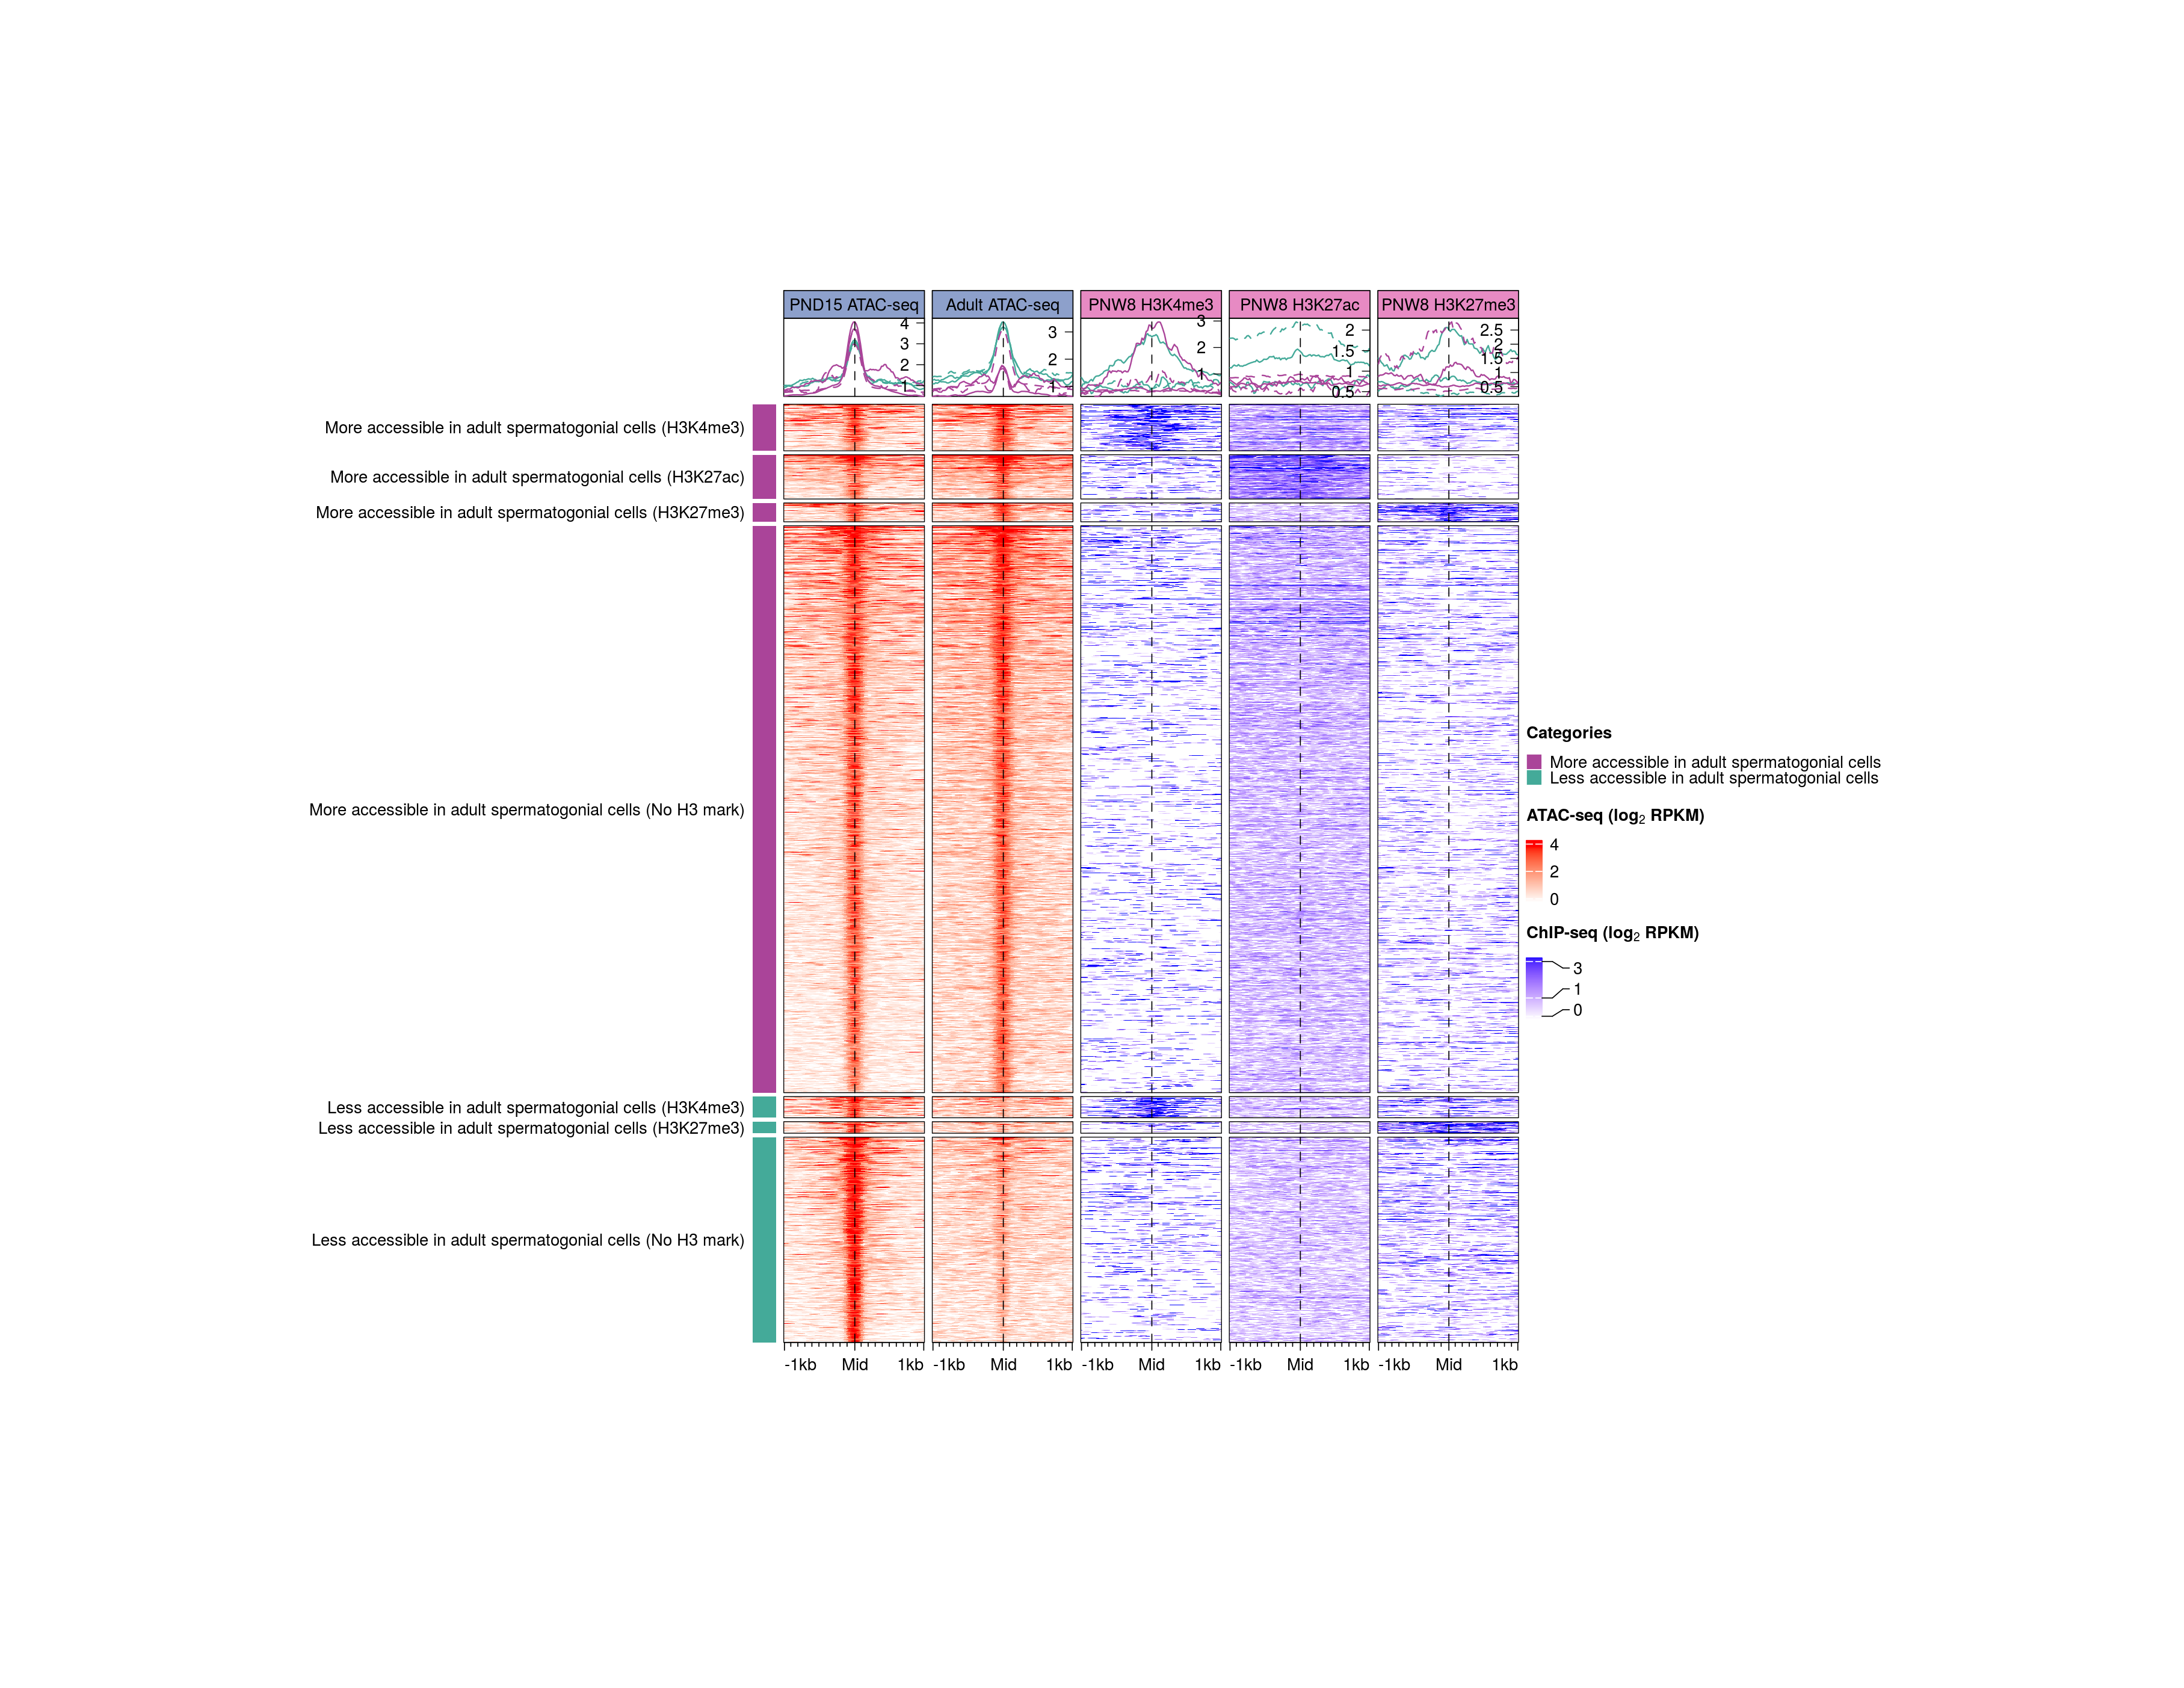 PND15 ATAC-seq Adult ATAC-seq PNW8 H3K4me3 PNW8 H3K27ac PNW8 H3K27me3
4 3 2 1
3 2 1
3 2 1
2 1.5 1 0.5
2.5 2 1.5 1 0.5
More accessible in adult spermatogonial cells (H3K4me3)
More accessible in adult spermatogonial cells (H3K27ac)
More accessible in adult spermatogonial cells (H3K27me3)
More accessible in adult spermatogonial cells (No H3 mark)
Less accessible in adult spermatogonial cells (H3K4me3)
Less accessible in adult spermatogonial cells (H3K27me3)
Less accessible in adult spermatogonial cells (No H3 mark)
-1kb Mid 1kb -1kb Mid 1kb -1kb Mid 1kb -1kb Mid 1kb -1kb Mid 1kb
Categories
More accessible in adult spermatogonial cells
Less accessible in adult spermatogonial cells
ATAC-seq (log₂ RPKM)
4
2
0
ChIP-seq (log₂ RPKM)
3
1
0